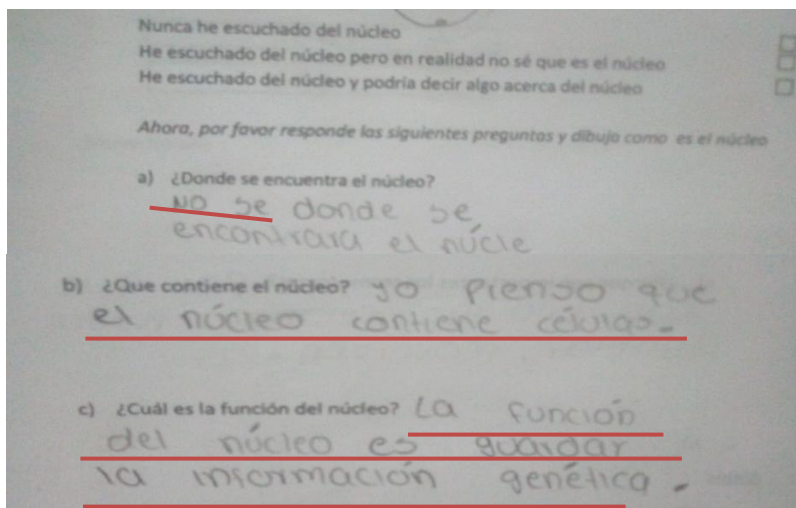 Nunca he escuchado del núcleo
He escuchado del núcleo pero en realidad no sé que es el núcleo
He escuchado del núcleo y podría decir algo acerca del núcleo
Ahora, por favor responde las siguientes preguntas y dibuja como es el núcleo
a) ¿Donde se encuentra el núcleo?
NO se donde se
encontrara el núcle
b) ¿Que contiene el núcleo? yo Pienso que
el núcleo contiene células.
c) ¿Cuál es la función del núcleo? La función
del núcleo es guardar
la información genética.